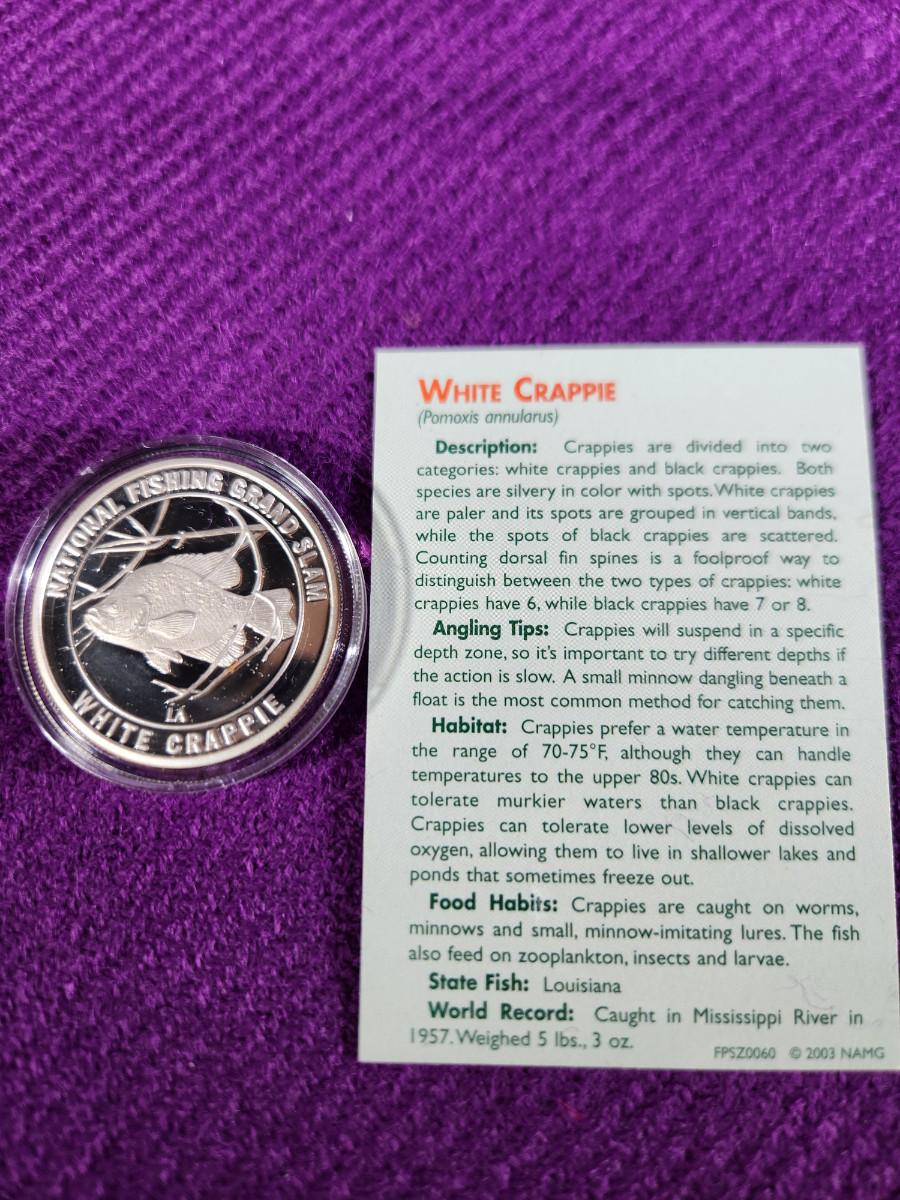 NATIONAL FISHING GRAND SLAM
LA
WHITE CRAPPIE
WHITE CRAPPIE
(Pomoxis annularus)
Description: Crappies are divided into two
categories: white crappies and black crappies. Both
species are silvery in color with spots. White crappies
are paler and its spots are grouped in vertical bands,
while the spots of black crappies are scattered.
Counting dorsal fin spines is a foolproof way to
distinguish between the two types of crappies: white
crappies have 6, while black crappies have 7 or 8.
Angling Tips: Crappies will suspend in a specific
depth zone, so it's important to try different depths if
the action is slow. A small minnow dangling beneath a
float is the most common method for catching them.
Habitat: Crappies prefer a water temperature in
the range of 70-75°F, although they can handle
temperatures to the upper 80s. White crappies can
tolerate murkier waters than black crappies.
Crappies can tolerate lower levels of dissolved
oxygen, allowing them to live in shallower lakes and
ponds that sometimes freeze out.
Food Habits: Crappies are caught on worms,
minnows and small, minnow-imitating lures. The fish
also feed on zooplankton, insects and larvae.
State Fish: Louisiana
World Record: Caught in Mississippi River in
1957. Weighed 5 lbs., 3 oz.
FPSZ0060 © 2003 NAMG